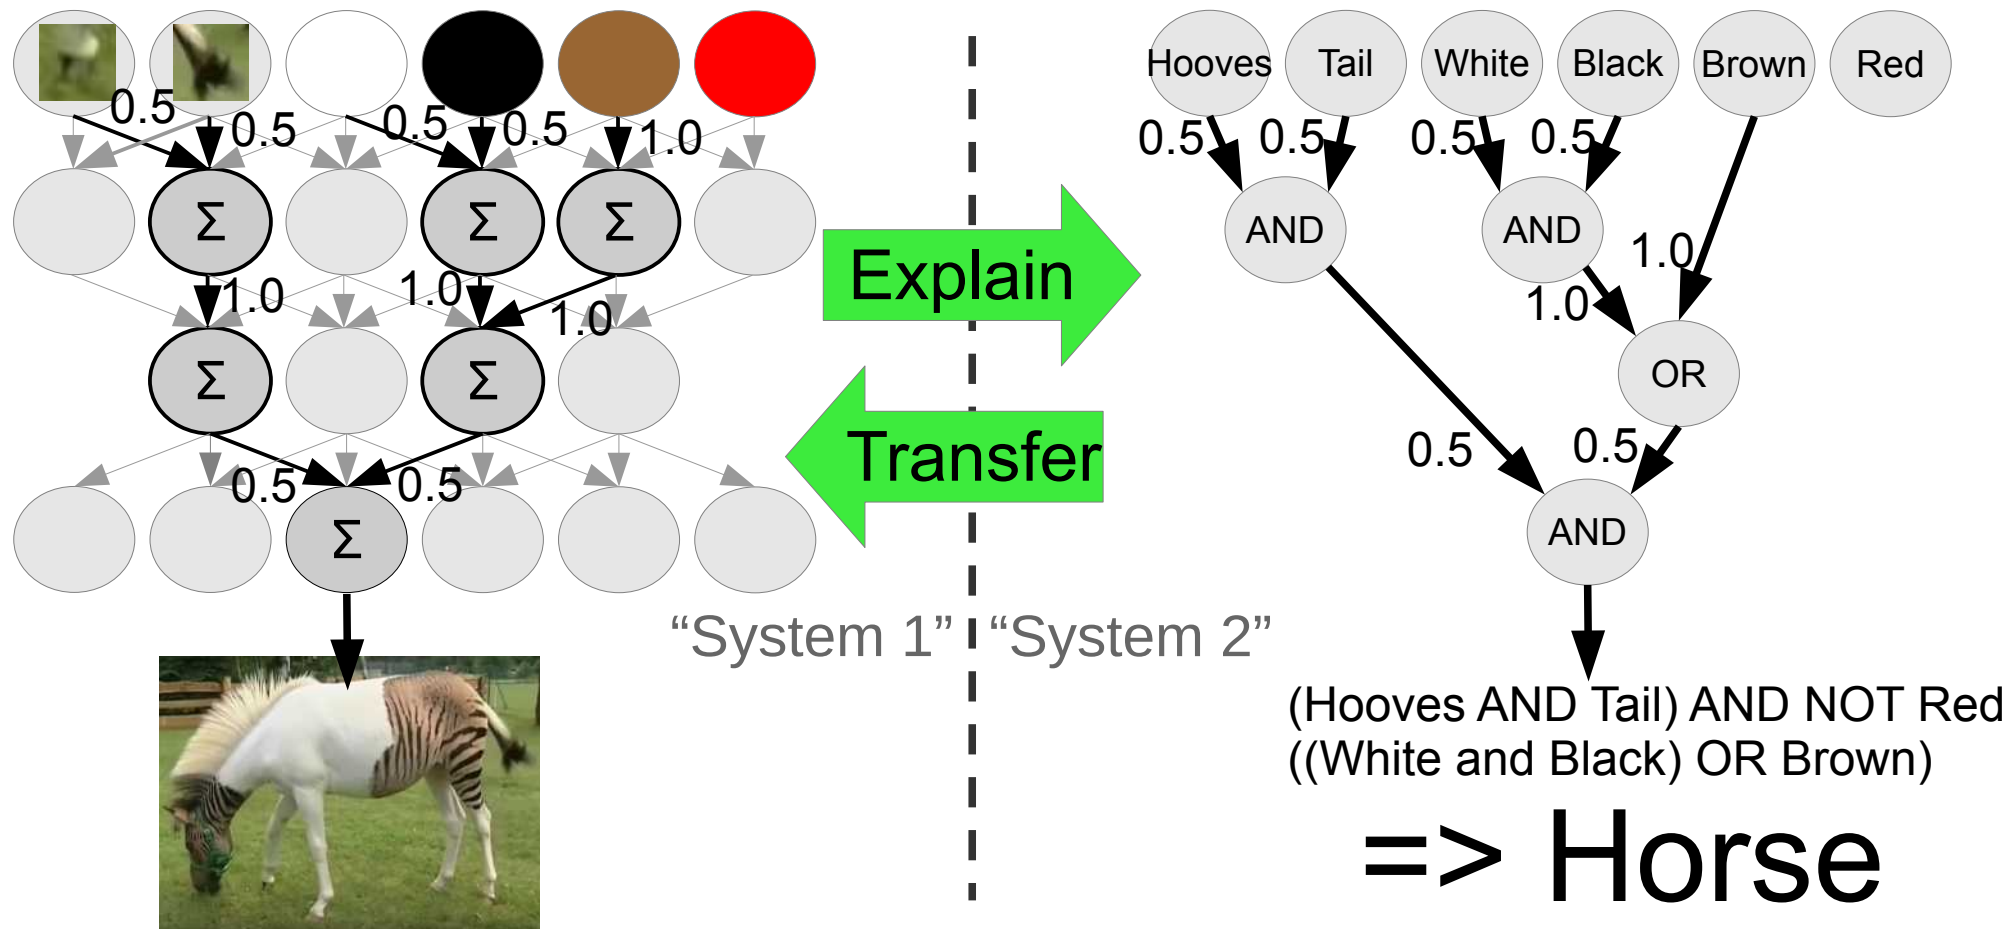 Hooves Tail White Black Brown Red
0.5 0.5 0.5 0.5 1.0
0.5 0.5 0.5 0.5
Σ Σ Σ
AND AND
Explain
1.0 1.0 1.0
1.0 1.0
Σ Σ
OR
Transfer
0.5 0.5
0.5 0.5
Σ
AND
“System 1” “System 2”
(Hooves AND Tail) AND NOT Red
((White and Black) OR Brown)
=> Horse